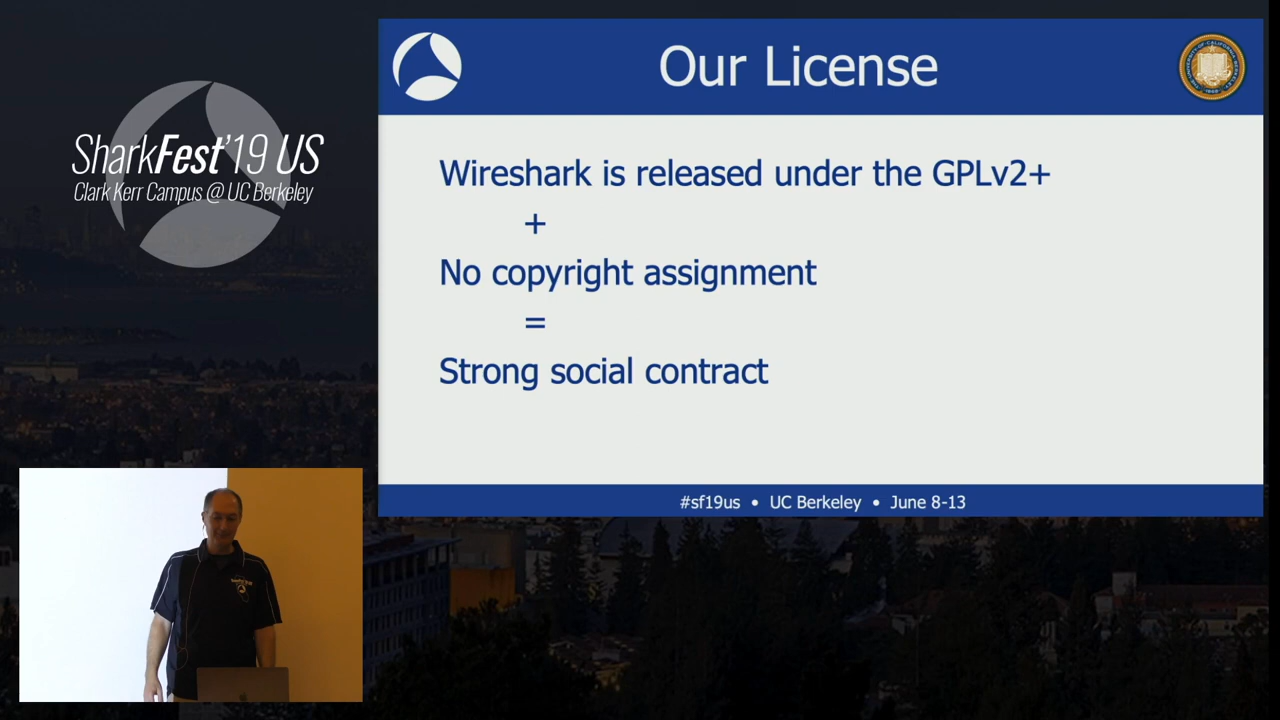 SharkFest'19 US
Clark Kerr Campus @ UC Berkeley
Our License
Wireshark is released under the GPLv2+
+
No copyright assignment
=
Strong social contract
#sf19us • UC Berkeley • June 8-13